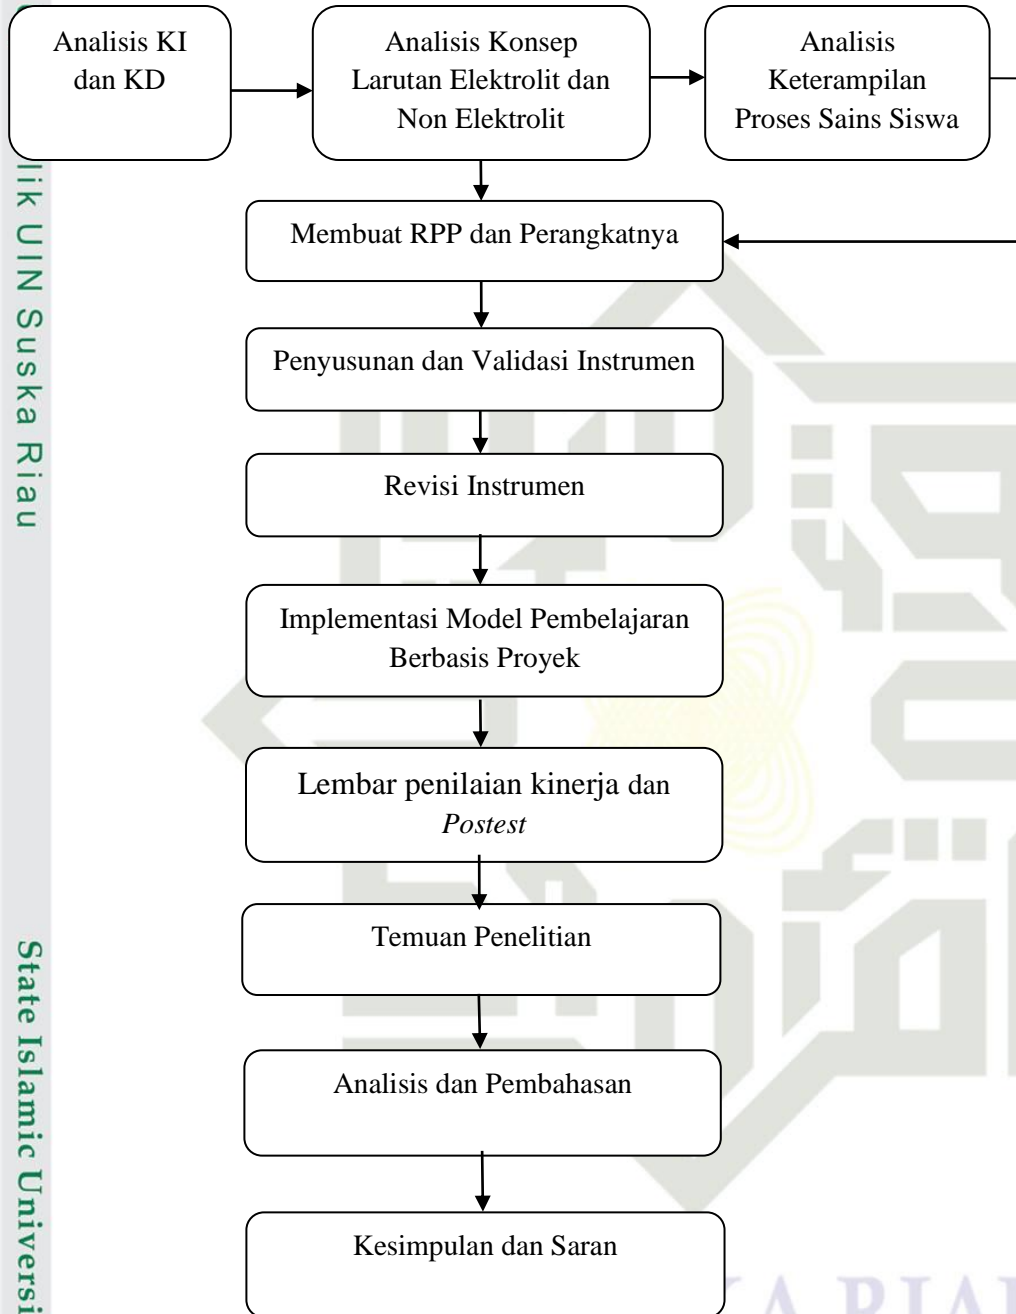 Analisis KI
dan KD
Analisis Konsep
Larutan Elektrolit dan
Non Elektrolit
Analisis
Keterampilan
Proses Sains Siswa
Membuat RPP dan Perangkatnya
Penyusunan dan Validasi Instrumen
Revisi Instrumen
Implementasi Model Pembelajaran
Berbasis Proyek
Lembar penilaian kinerja dan
Postest
Temuan Penelitian
Analisis dan Pembahasan
Kesimpulan dan Saran
lik UIN Suska Riau
State Islamic Universi